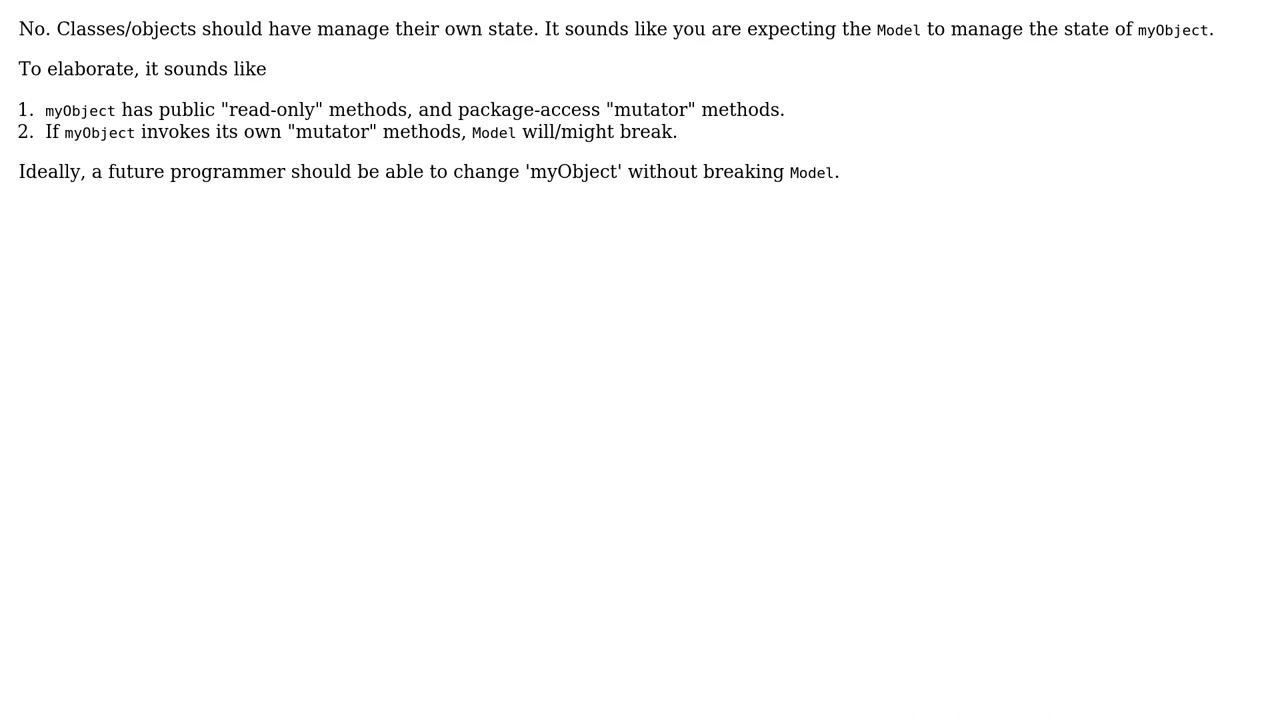 No. Classes/objects should have manage their own state. It sounds like you are expecting the Model to manage the state of myObject.
To elaborate, it sounds like
1. myObject has public "read-only" methods, and package-access "mutator" methods.
2. If myObject invokes its own "mutator" methods, Model will/might break.
Ideally, a future programmer should be able to change 'myObject' without breaking Model.